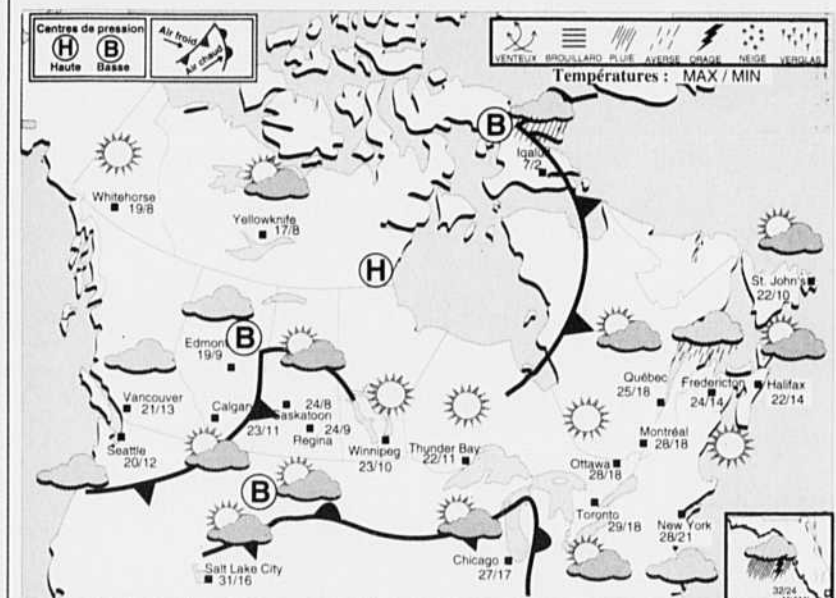 Centres de pression
H B
Haute Basse
Air froid
Air chaud
VENTEUX BROUILLARD PLUIE AVERSE ORAGE NEIGE VERGLAS
Températures : MAX / MIN
B
Iqaluit
7/2
Whitehorse
19/8
Yellowknife
17/8
H
St. John's
22/10
B
Edmon
19/9
Vancouver
21/13
Calgar
23/11
24/8
Saskatoon
24/9
Regina
Winnipeg
23/10
Thunder Bay
22/11
Québec
25/18
Fredericton
24/14
Halifax
22/14
Montréal
28/18
Seattle
20/12
Ottawa
28/18
B
Toronto
29/18
New York
28/21
Salt Lake City
31/16
Chicago
27/17
32/24